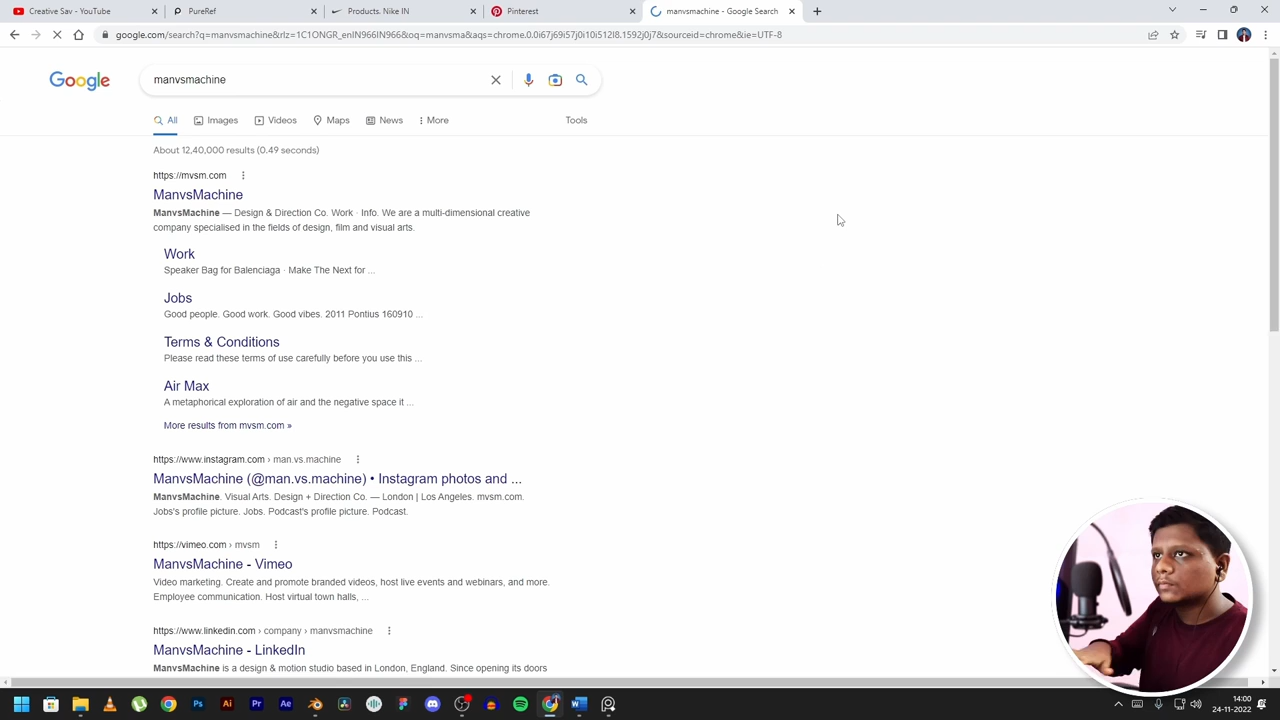 Creative Sav - YouTube
PureRef
Products. Nike IN
Pinterest
manvsmachine - Google Search
google.com/search?q=manvsmachine&rlz=1C1ONGR_enIN966IN966&oq=manvsma&aqs=chrome.0.0i67j69i57j0i10i512l8.1592j0j7&sourceid=chrome&ie=UTF-8
Google
manvsmachine
All Images Videos Maps News More Tools
About 12,40,000 results (0.49 seconds)
https://mvsm.com
ManvsMachine
ManvsMachine — Design & Direction Co. Work · Info. We are a multi-dimensional creative
company specialised in the fields of design, film and visual arts.
Work
Speaker Bag for Balenciaga · Make The Next for ...
Jobs
Good people. Good work. Good vibes. 2011 Pontius 160910 ...
Terms & Conditions
Please read these terms of use carefully before you use this ...
Air Max
A metaphorical exploration of air and the negative space it ...
More results from mvsm.com »
https://www.instagram.com › man.vs.machine
ManvsMachine (@man.vs.machine) • Instagram photos and ...
ManvsMachine. Visual Arts. Design + Direction Co. — London | Los Angeles. mvsm.com.
Jobs's profile picture. Jobs. Podcast's profile picture. Podcast.
https://vimeo.com › mvsm
ManvsMachine - Vimeo
Video marketing. Create and promote branded videos, host live events and webinars, and more.
Employee communication. Host virtual town halls, ...
https://www.linkedin.com › company › manvsmachine
ManvsMachine - LinkedIn
ManvsMachine is a design & motion studio based in London, England. Since opening its doors
Ps Ai Pr Ae
14:00
24-11-2022